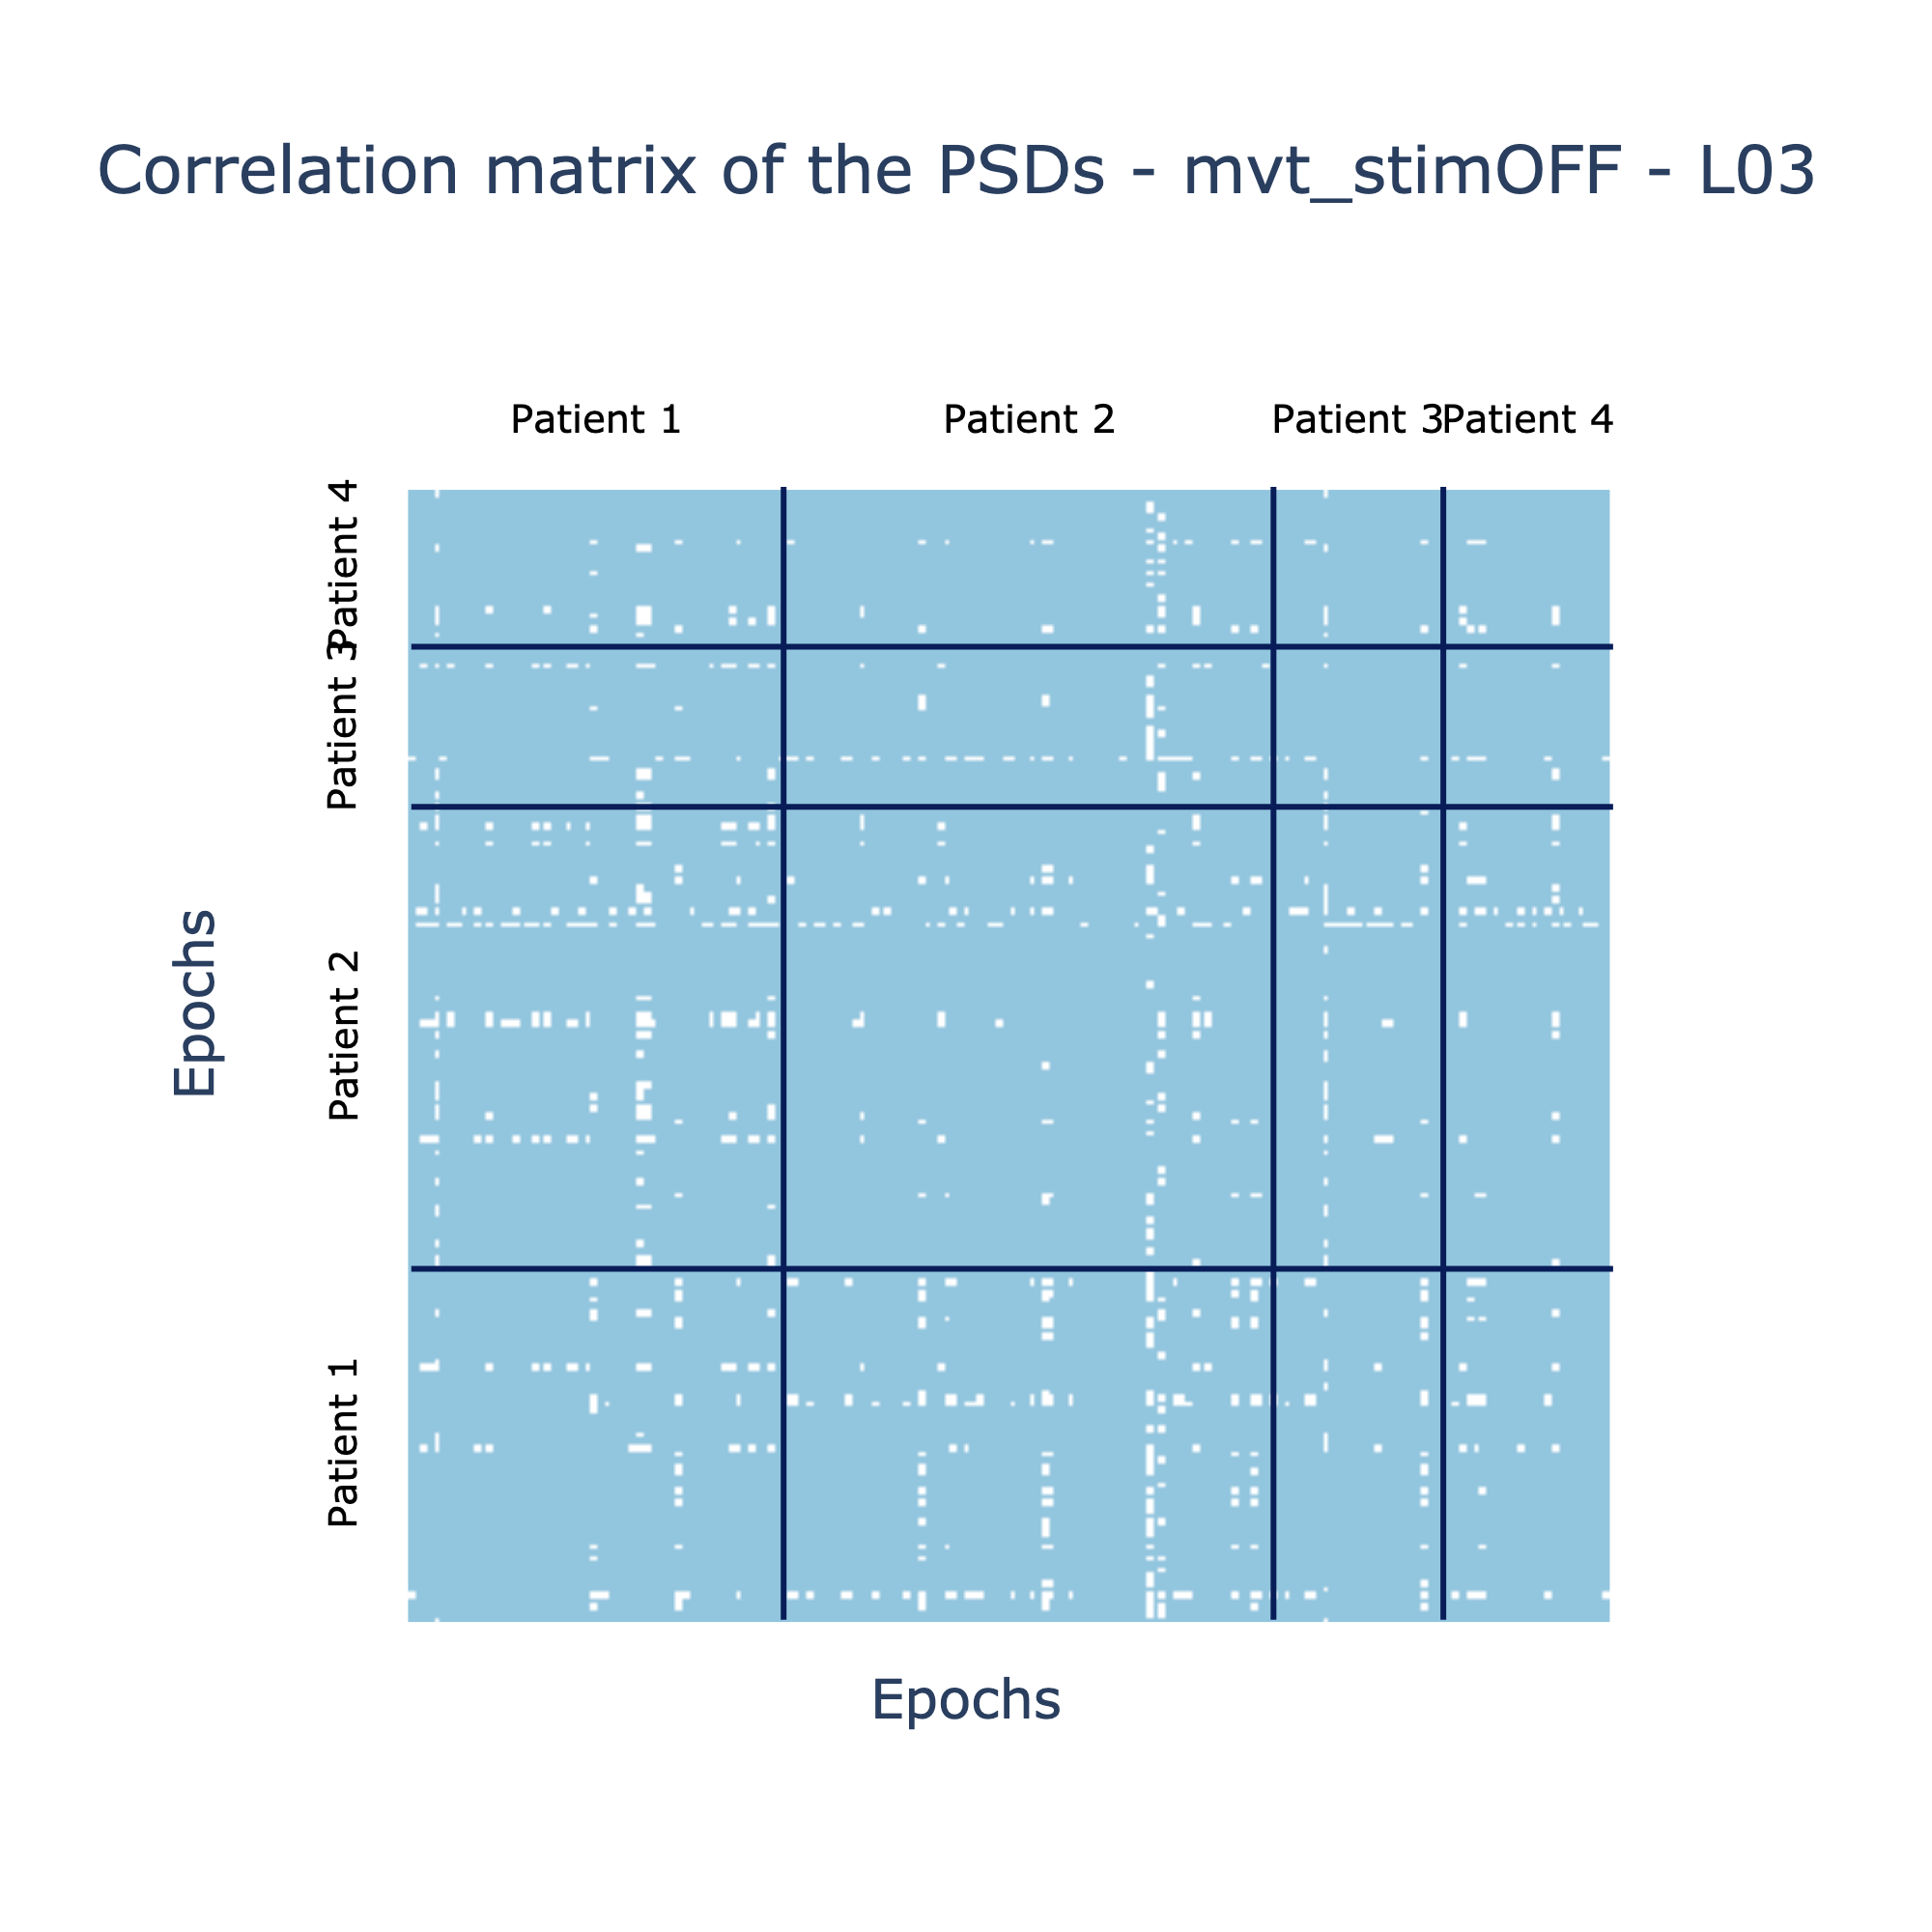 Correlation matrix of the PSDs - mvt_stimOFF - L03
Patient 1
Patient 2
Patient 3
Patient 4
Patient 4
Patient 3
Patient 2
Patient 1
Epochs
Epochs